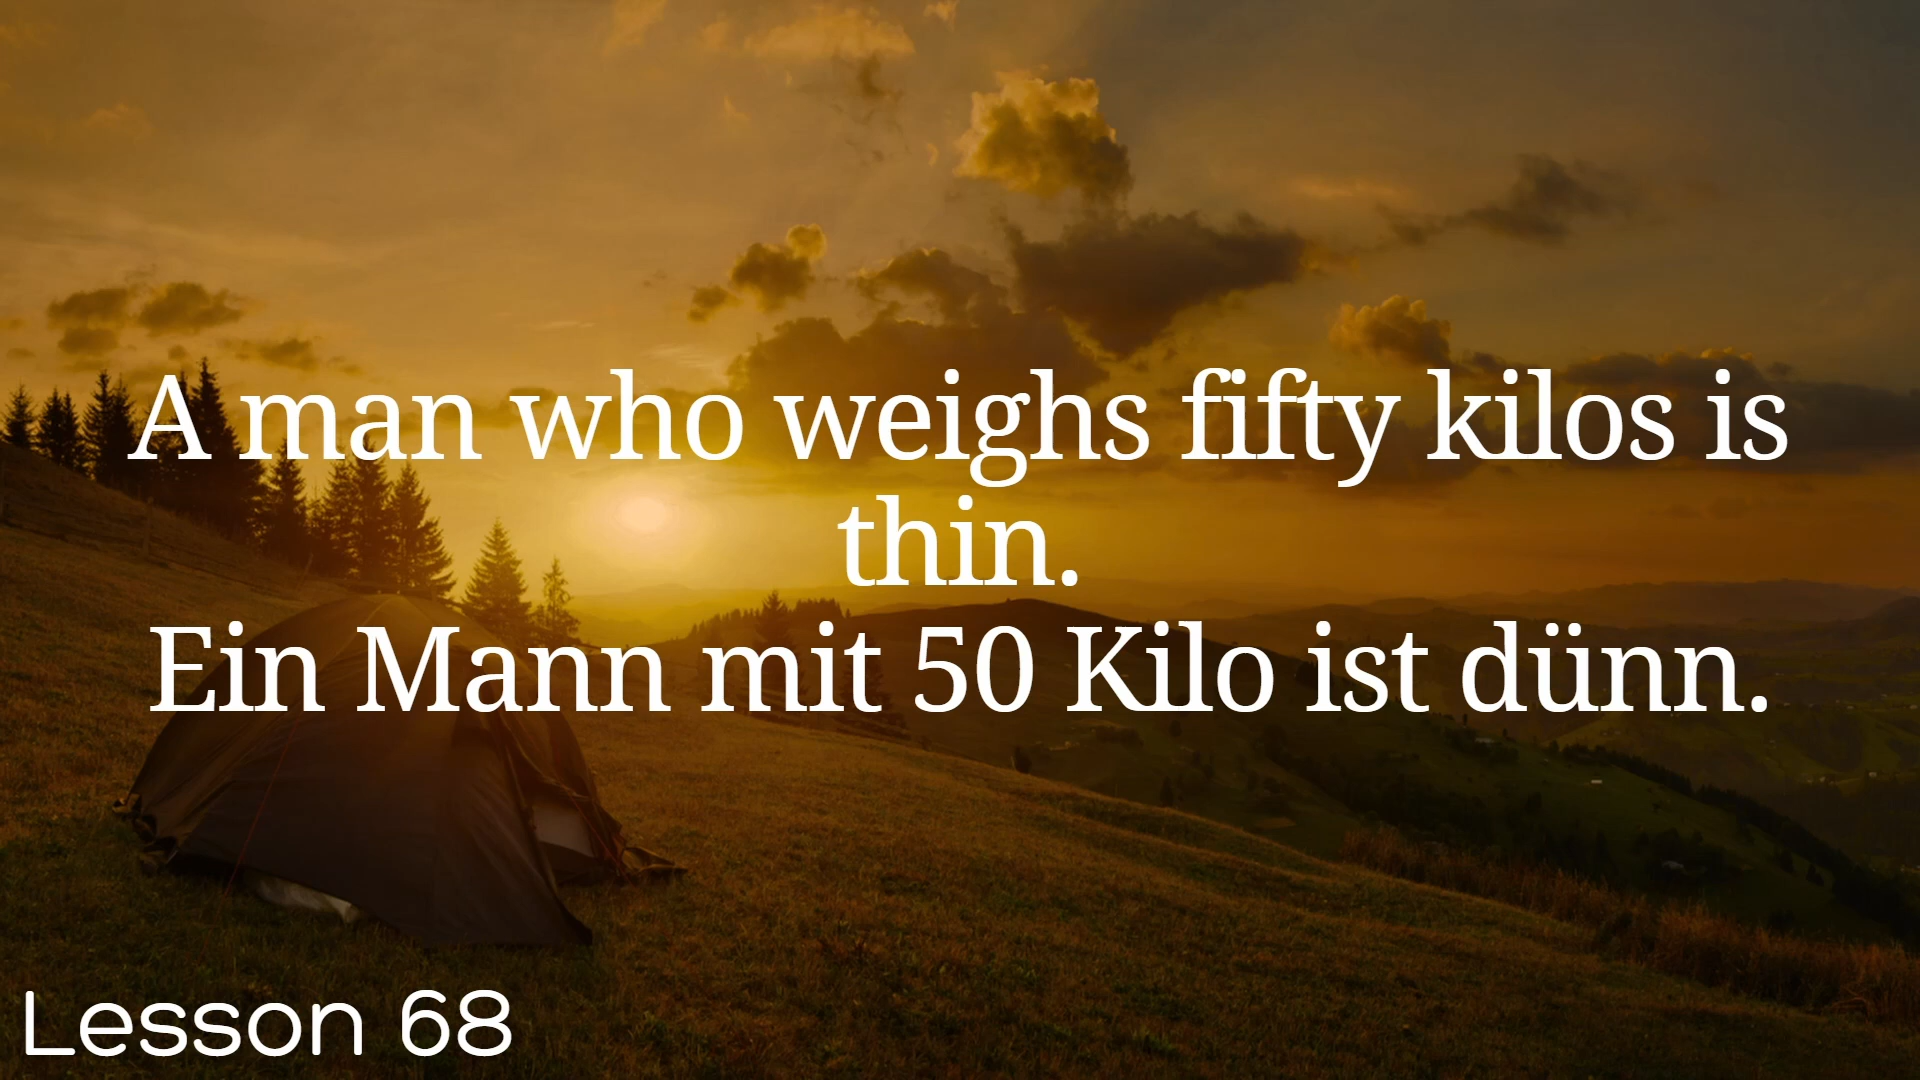 A man who weighs fifty kilos is
thin.
Ein Mann mit 50 Kilo ist dünn.
Lesson 68